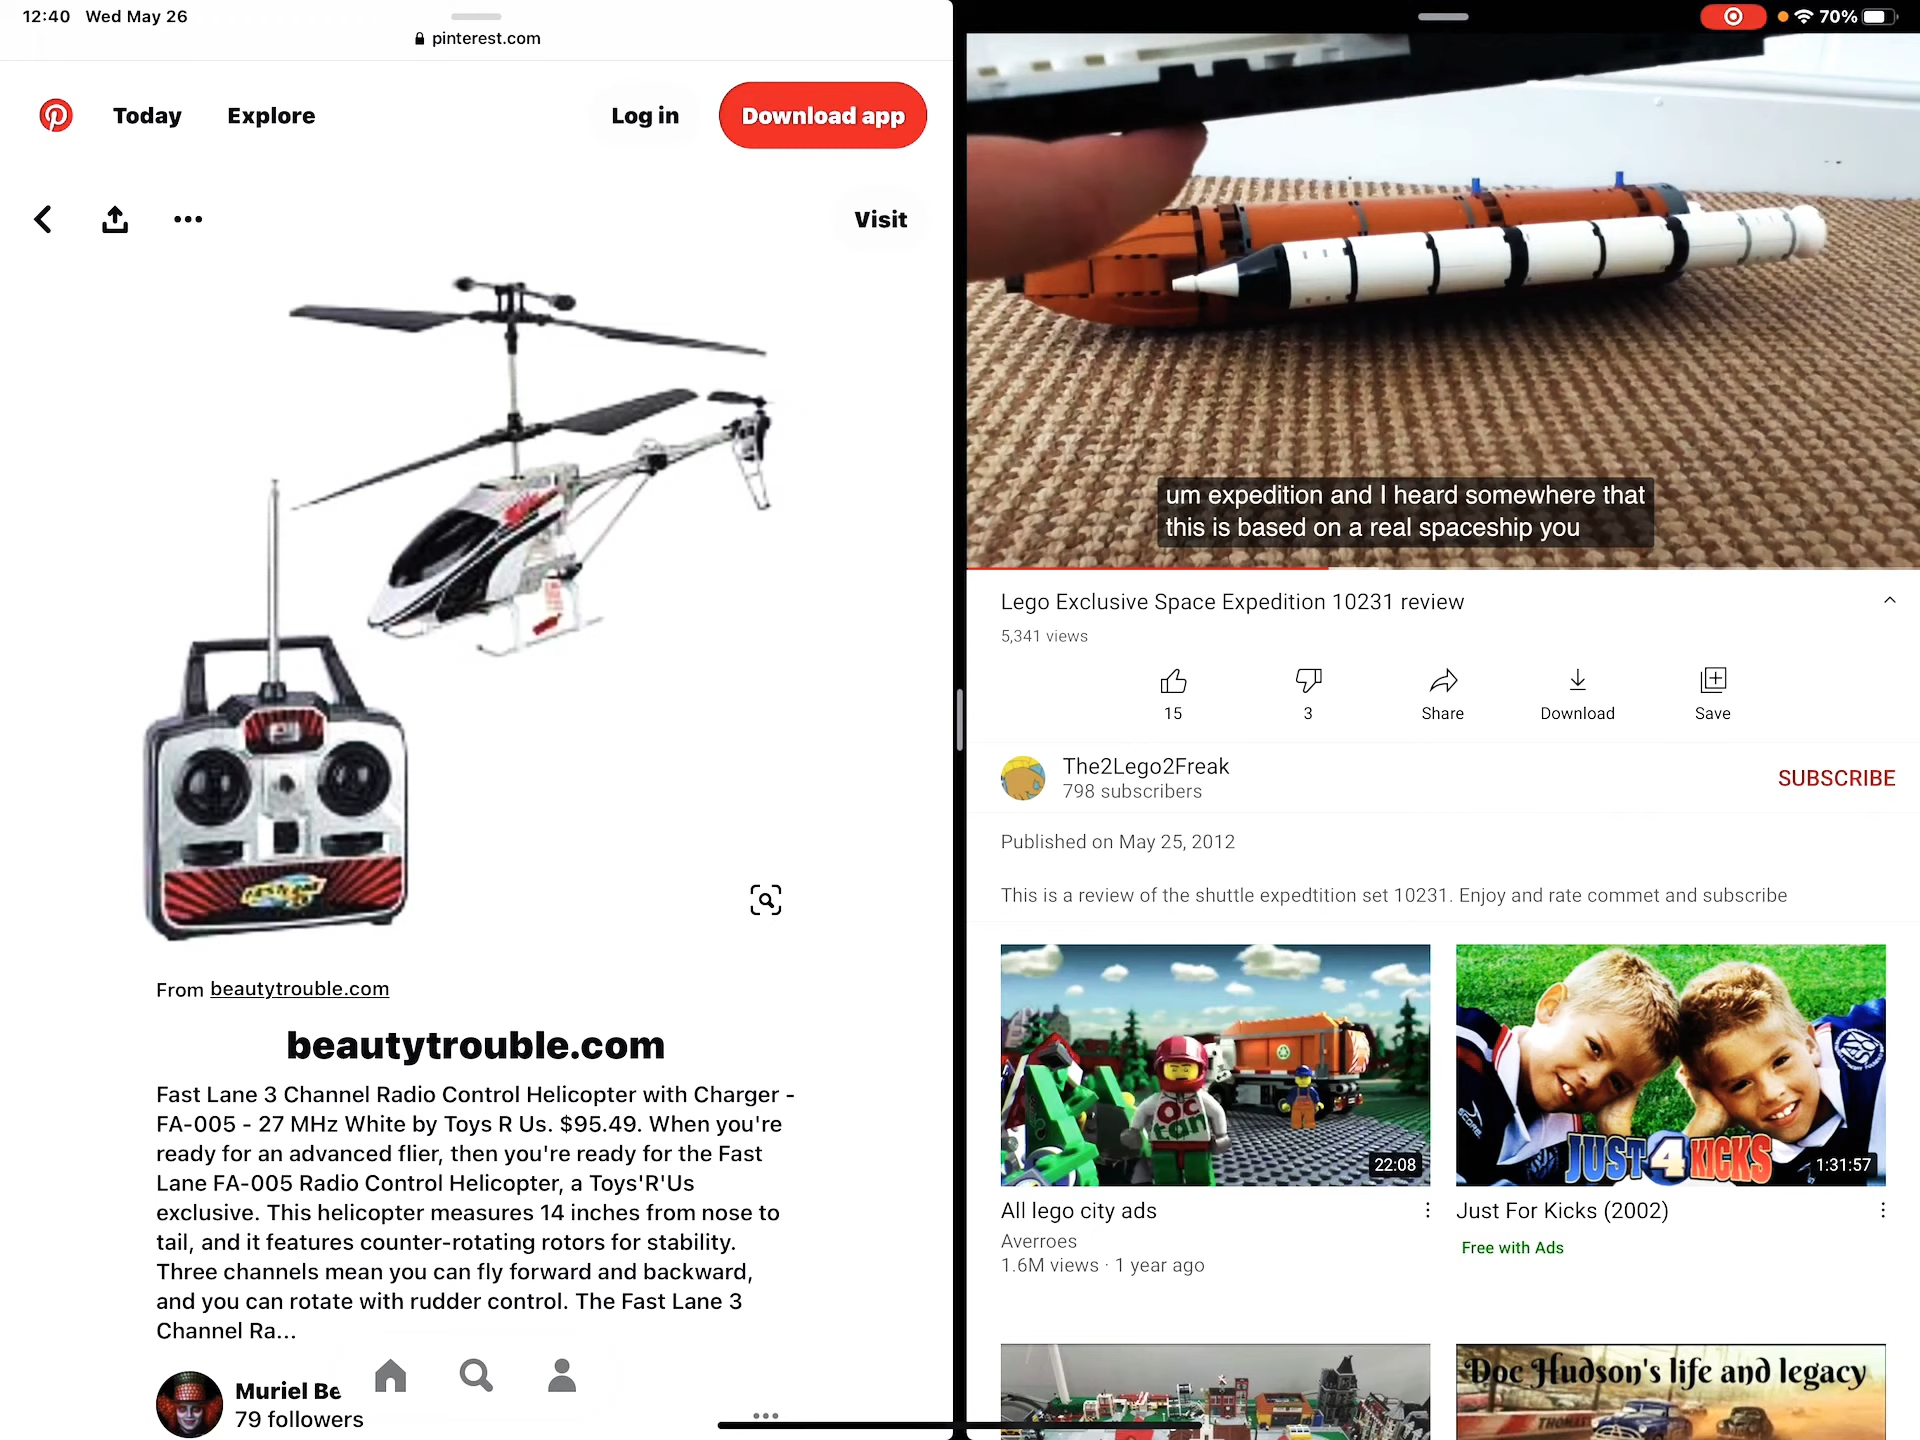 12:40 Wed May 26
pinterest.com
Today Explore Log in Download app
Visit
From beautytrouble.com
beautytrouble.com
Fast Lane 3 Channel Radio Control Helicopter with Charger -
FA-005 - 27 MHz White by Toys R Us. $95.49. When you're
ready for an advanced flier, then you're ready for the Fast
Lane FA-005 Radio Control Helicopter, a Toys'R'Us
exclusive. This helicopter measures 14 inches from nose to
tail, and it features counter-rotating rotors for stability.
Three channels mean you can fly forward and backward,
and you can rotate with rudder control. The Fast Lane 3
Channel Ra...
Muriel Be
79 followers
70%
um expedition and I heard somewhere that
this is based on a real spaceship you
Lego Exclusive Space Expedition 10231 review
5,341 views
15 3 Share Download Save
The2Lego2Freak
798 subscribers
SUBSCRIBE
Published on May 25, 2012
This is a review of the shuttle expedtition set 10231. Enjoy and rate commet and subscribe
OC
tan
22:08
All lego city ads
Averroes
1.6M views · 1 year ago
SCORE
JUST 4 KICKS
1:31:57
Just For Kicks (2002)
Free with Ads
Doc Hudson's life and legacy